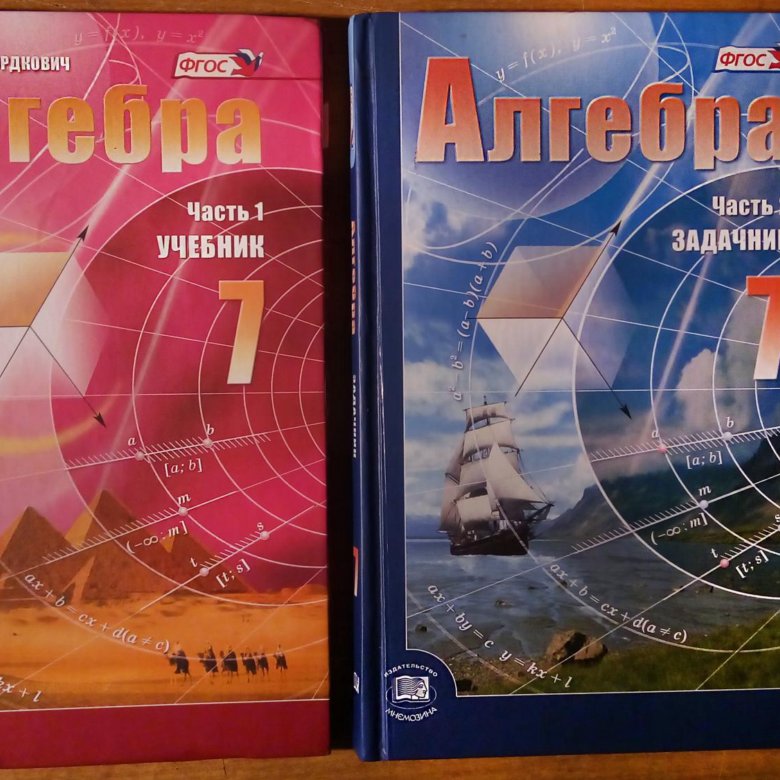 y = f(x), y = x²
РДКОВИЧ
ФГОС
гебра
Часть 1
УЧЕБНИК
7
a
b
[a; b]
m
(-∞; m]
s
t
[t; s]
ax + b = cx + d(a ≠ c)
kx + l
y = f(x), y = x²
ФГОС
Алгебра
Часть
ЗАДАЧНИК
7
a² - b² = (a - b)(a + b)
a
b
[a; b]
m
(-∞; m]
s
t
[t; s]
ax + b = cx + d(a ≠ c)
ax + by = c
y = kx + l
ИЗДАТЕЛЬСТВО
МНЕМОЗИНА
Алгебра
задачник
7